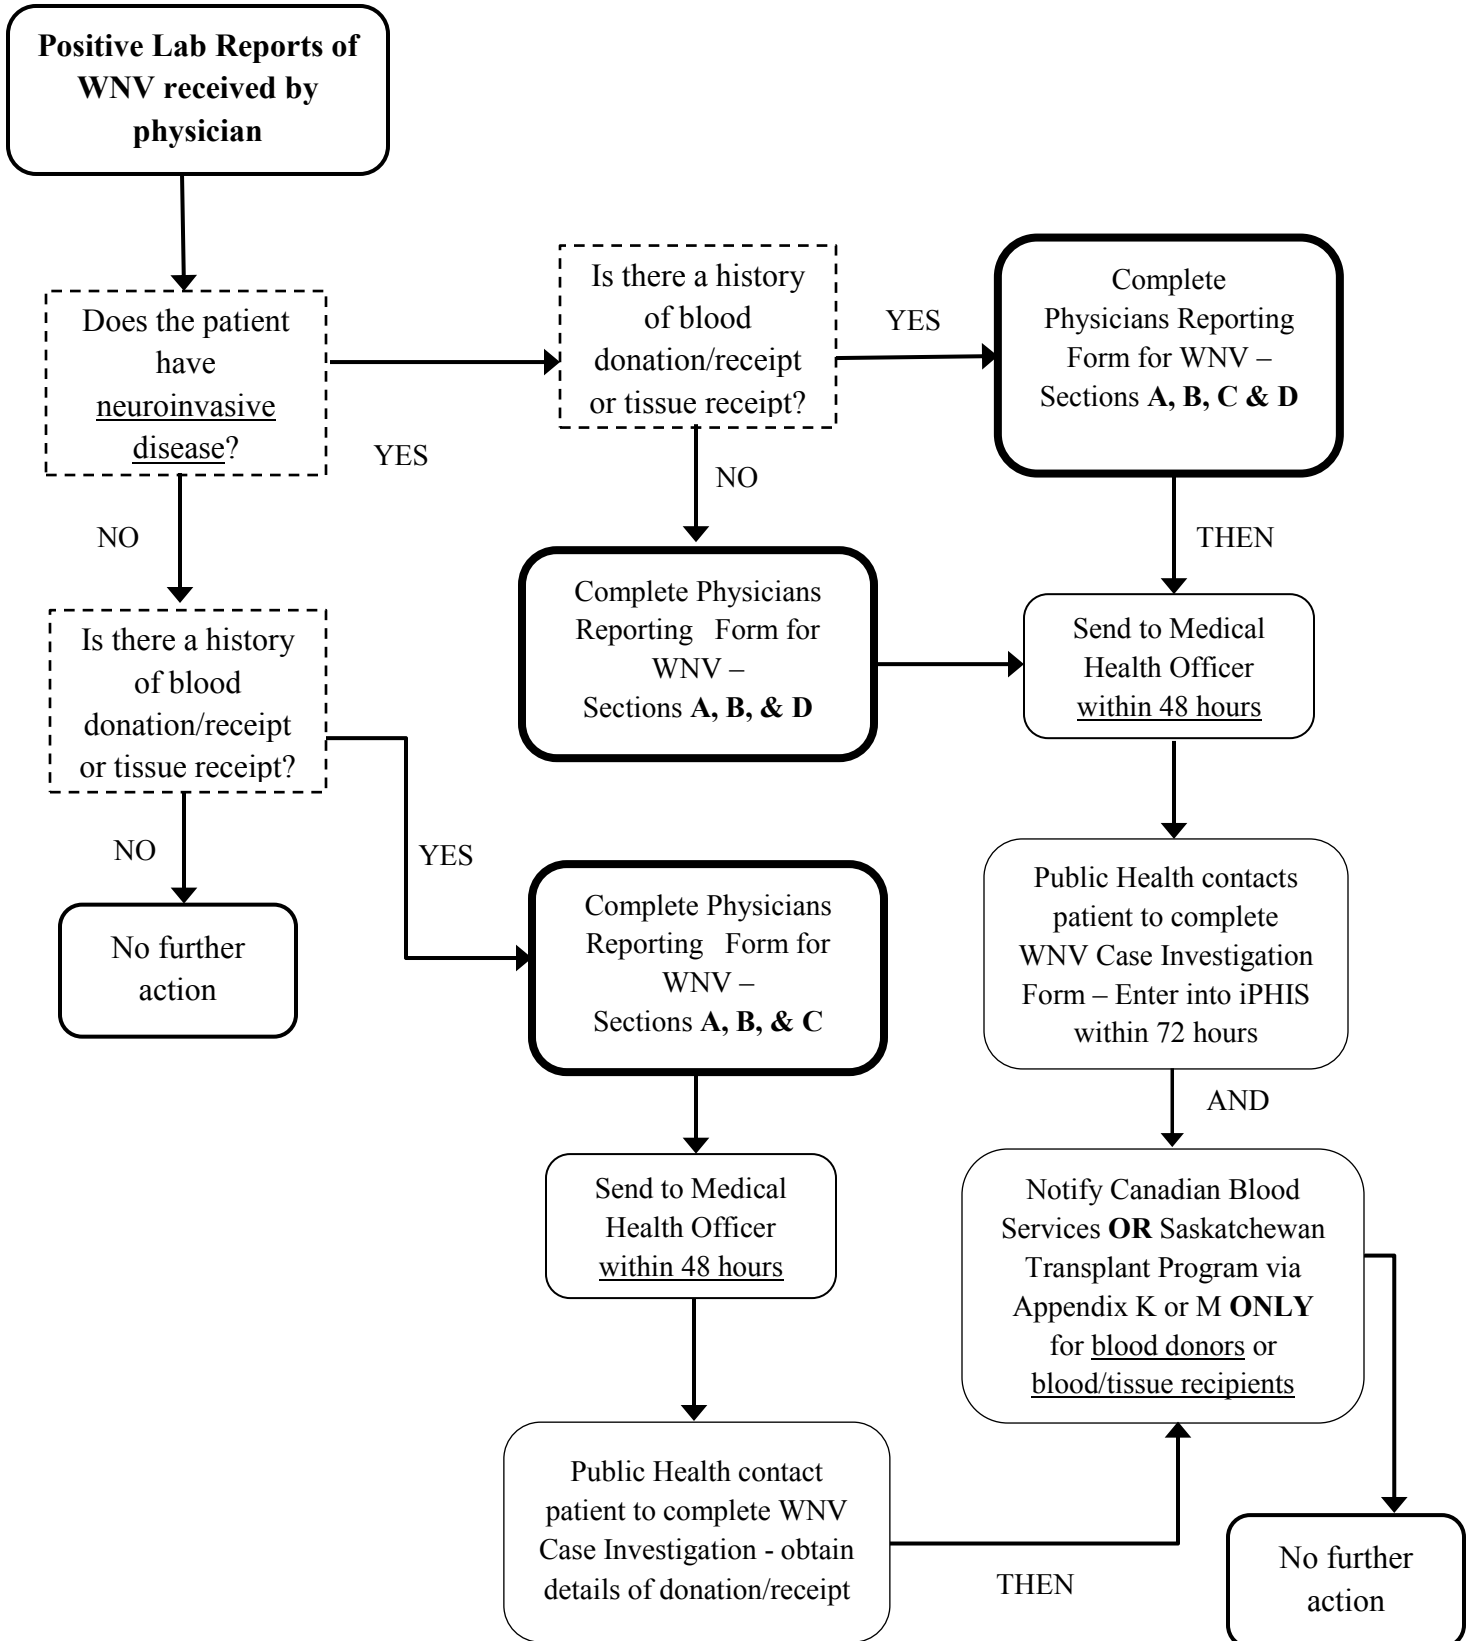 Positive Lab Reports of
WNV received by
physician
Does the patient
have
neuroinvasive
disease?
YES
Is there a history
of blood
donation/receipt
or tissue receipt?
YES
Complete
Physicians Reporting
Form for WNV –
Sections A, B, C & D
NO
NO
THEN
Complete Physicians
Reporting Form for
WNV –
Sections A, B, & D
Send to Medical
Health Officer
within 48 hours
Is there a history
of blood
donation/receipt
or tissue receipt?
NO
YES
No further
action
Complete Physicians
Reporting Form for
WNV –
Sections A, B, & C
Public Health contacts
patient to complete
WNV Case Investigation
Form – Enter into iPHIS
within 72 hours
AND
Send to Medical
Health Officer
within 48 hours
Notify Canadian Blood
Services OR Saskatchewan
Transplant Program via
Appendix K or M ONLY
for blood donors or
blood/tissue recipients
Public Health contact
patient to complete WNV
Case Investigation - obtain
details of donation/receipt
THEN
No further
action